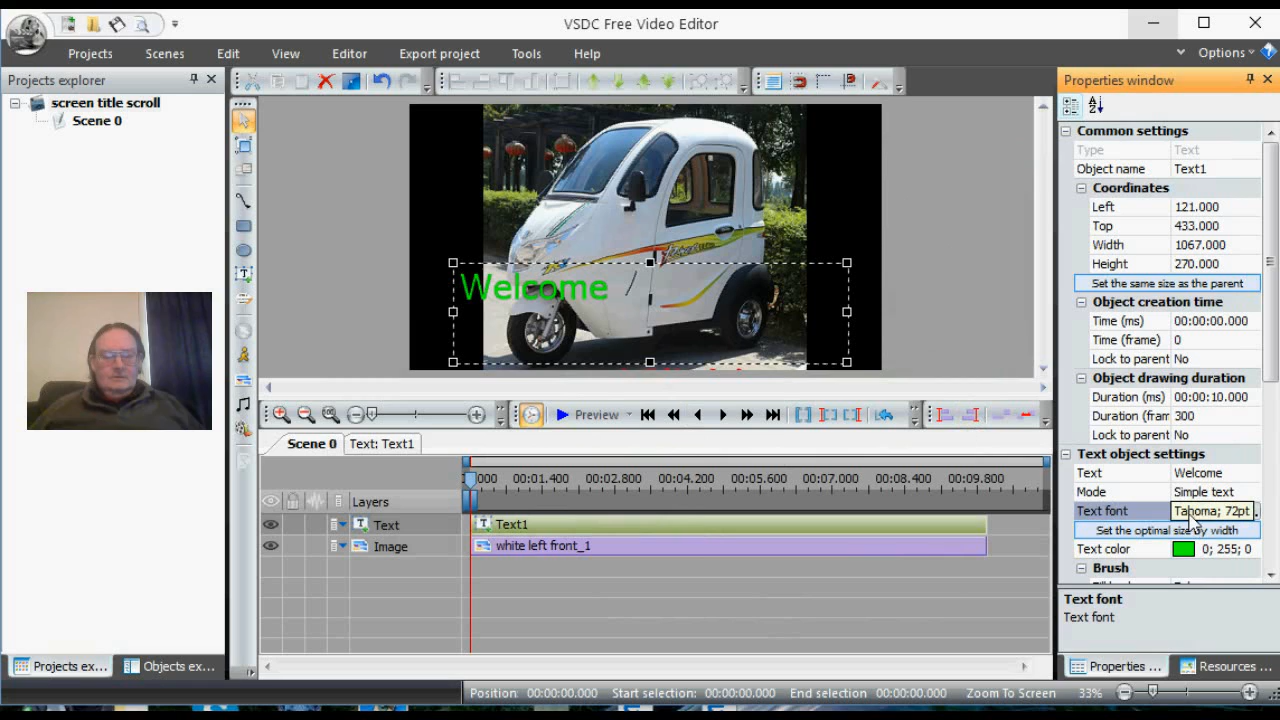 VSDC Free Video Editor
Projects Scenes Edit View Editor Export project Tools Help Options
Projects explorer
screen title scroll
Scene 0
Welcome
Properties window
Common settings
Type Text
Object name Text1
Coordinates
Left 121.000
Top 433.000
Width 1067.000
Height 270.000
Set the same size as the parent
Object creation time
Time (ms) 00:00:00.000
Time (frame) 0
Lock to parent No
Object drawing duration
Duration (ms) 00:00:10.000
Duration (fram 300
Lock to parent No
Text object settings
Text Welcome
Mode Simple text
Text font Tahoma; 72pt
Set the optimal size by width
Text color 0; 255; 0
Brush
Text font
Text font
Preview
Scene 0 Text: Text1
000 00:01.400 00:02.800 00:04.200 00:05.600 00:07.000 00:08.400 00:09.800
Layers
Text Text1
Image white left front_1
Projects ex... Objects ex... Properties ... Resources ...
Position: 00:00:00.000 Start selection: 00:00:00.000 End selection 00:00:00.000 Zoom To Screen 33%